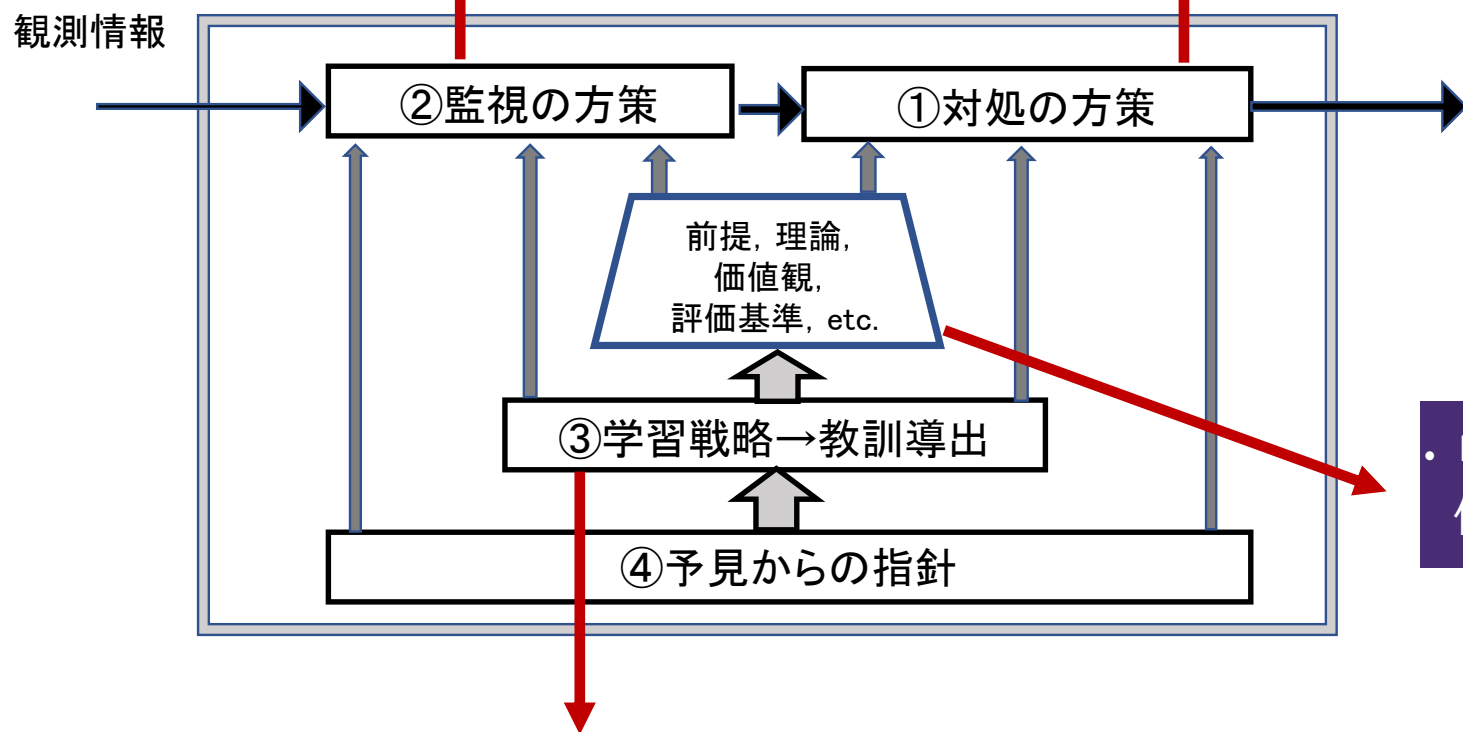 観測情報
②監視の方策
①対処の方策
前提，理論，
価値観，
評価基準，etc.
③学習戦略→教訓導出
④予見からの指針